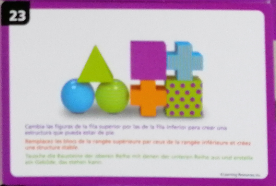 23
Cambia las figuras de la fila superior por las de la fila inferior para crear una
estructura que pueda estar de pie.
Remplacez les blocs de la rangée supérieure par ceux de la rangée inférieure et créez
une structure stable.
Tausche die Bausteine der oberen Reihe mit denen der unteren Reihe aus und erstelle
ein Gebilde, das stehen kann.
Learning Resources, Inc.